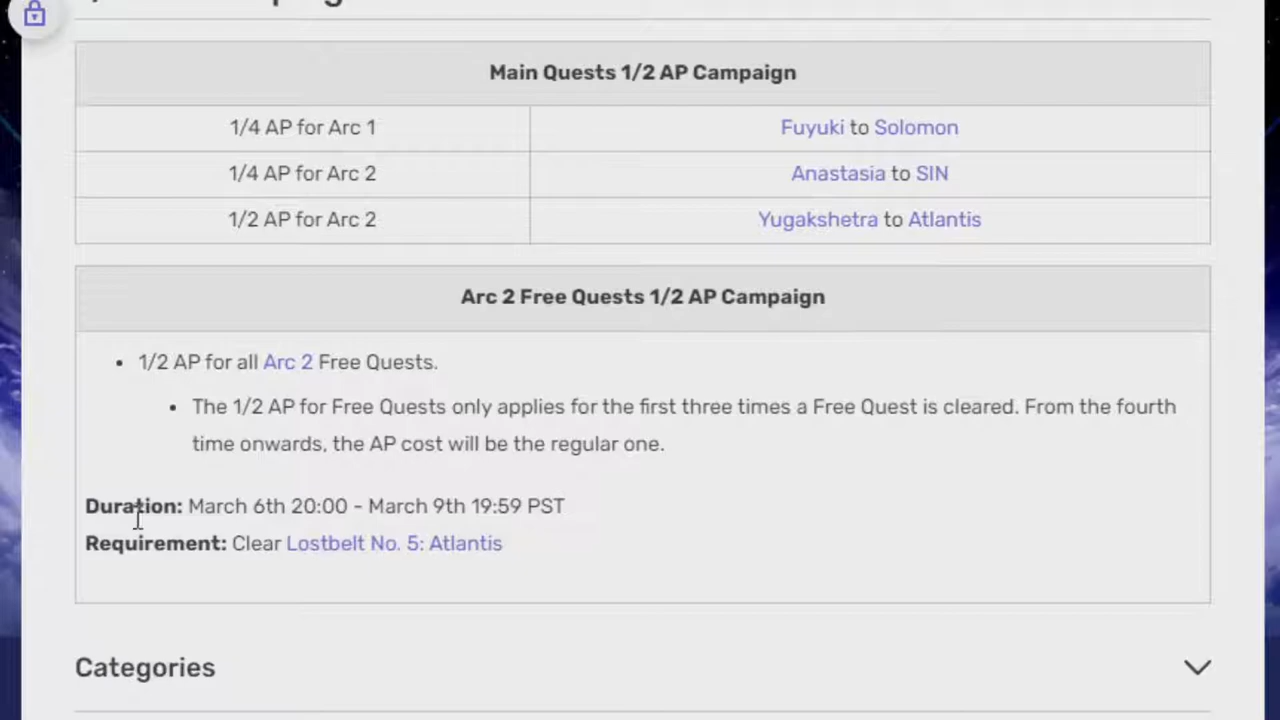 Main Quests 1/2 AP Campaign
1/4 AP for Arc 1
Fuyuki to Solomon
1/4 AP for Arc 2
Anastasia to SIN
1/2 AP for Arc 2
Yugakshetra to Atlantis
Arc 2 Free Quests 1/2 AP Campaign
1/2 AP for all Arc 2 Free Quests.
The 1/2 AP for Free Quests only applies for the first three times a Free Quest is cleared. From the fourth
time onwards, the AP cost will be the regular one.
Duration: March 6th 20:00 - March 9th 19:59 PST
Requirement: Clear Lostbelt No. 5: Atlantis
Categories